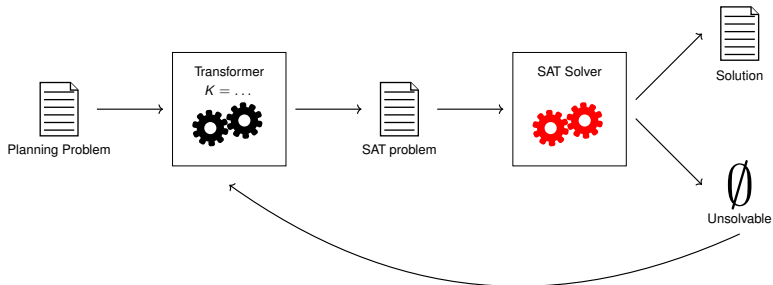 Planning Problem
Transformer
K = ...
SAT problem
SAT Solver
Solution
∅
Unsolvable